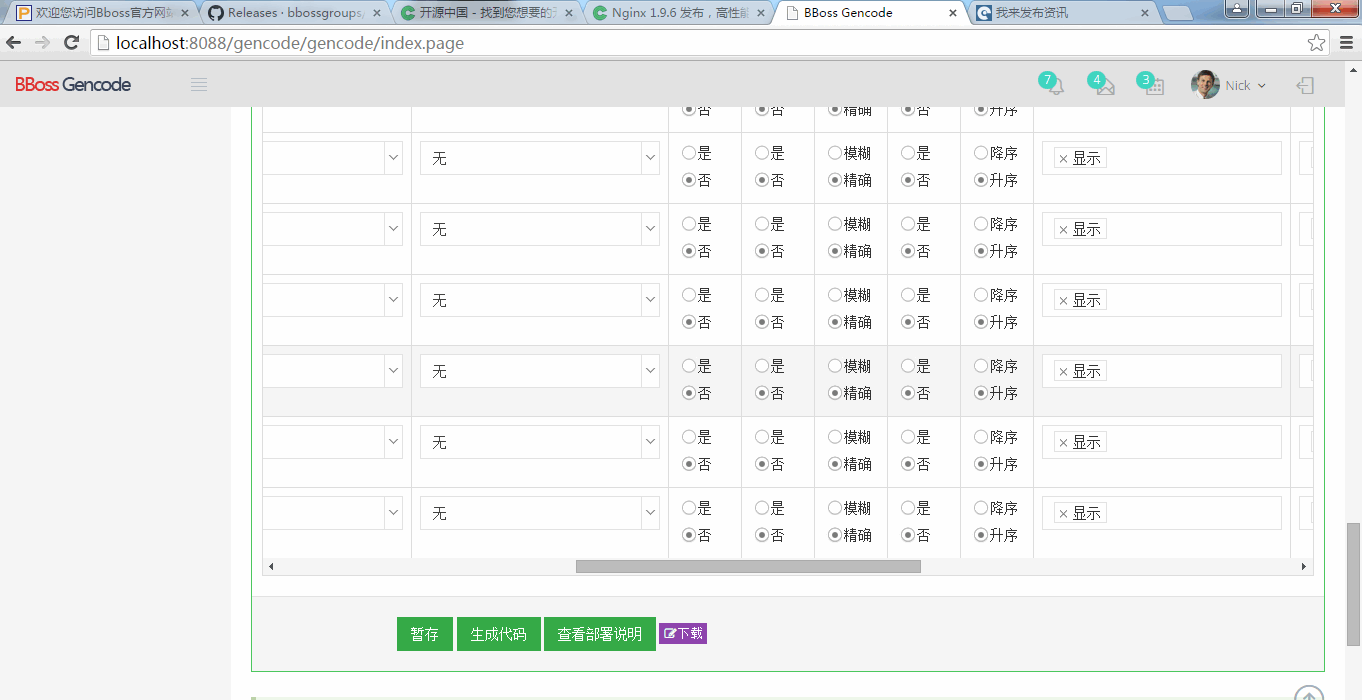 欢迎您访问Bboss官方网站
Releases · bbossgroups/
开源中国 - 找到您想要的开
Nginx 1.9.6 发布，高性能
BBoss Gencode
我来发布资讯
localhost:8088/gencode/gencode/index.page
BBoss Gencode
7
4
3
Nick
否 否 精确 否 升序
无 是 是 模糊 是 降序 × 显示
否 否 精确 否 升序
无 是 是 模糊 是 降序 × 显示
否 否 精确 否 升序
无 是 是 模糊 是 降序 × 显示
否 否 精确 否 升序
无 是 是 模糊 是 降序 × 显示
否 否 精确 否 升序
无 是 是 模糊 是 降序 × 显示
否 否 精确 否 升序
无 是 是 模糊 是 降序 × 显示
否 否 精确 否 升序
暂存 生成代码 查看部署说明 下载